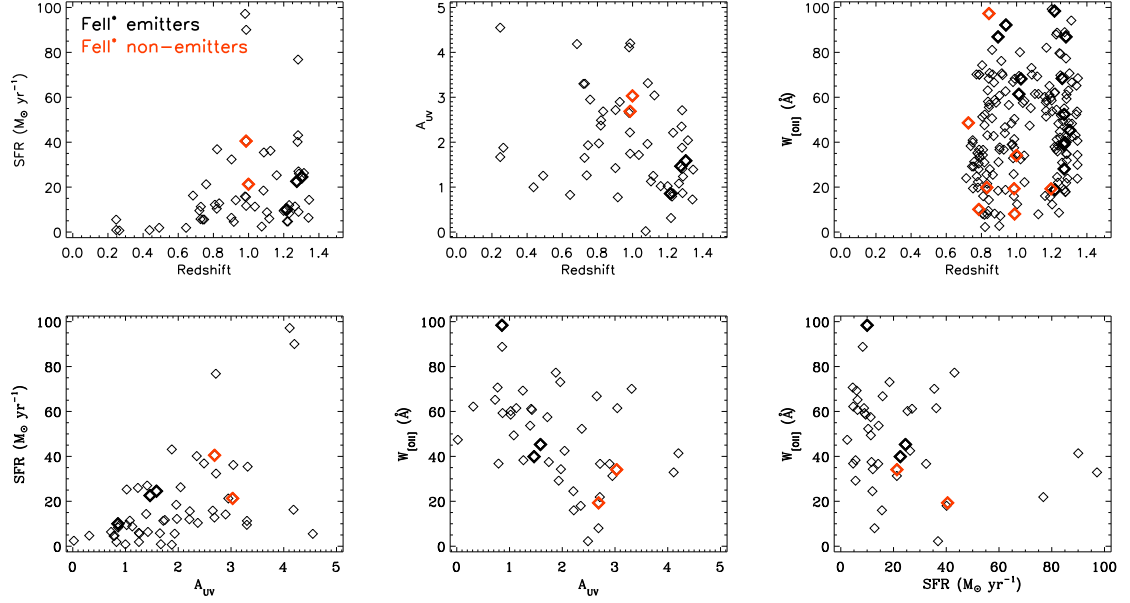 FeII* emitters
FeII* non-emitters
SFR (M⊙ yr⁻¹)
100
80
60
40
20
0
0.0 0.2 0.4 0.6 0.8 1.0 1.2 1.4
Redshift
A_UV
5
4
3
2
1
0
0.0 0.2 0.4 0.6 0.8 1.0 1.2 1.4
Redshift
W_[OII] (Å)
100
80
60
40
20
0
0.0 0.2 0.4 0.6 0.8 1.0 1.2 1.4
Redshift
SFR (M⊙ yr⁻¹)
100
80
60
40
20
0
0 1 2 3 4 5
A_UV
W_[OII] (Å)
100
80
60
40
20
0
0 1 2 3 4 5
A_UV
W_[OII] (Å)
100
80
60
40
20
0
0 20 40 60 80 100
SFR (M⊙ yr⁻¹)